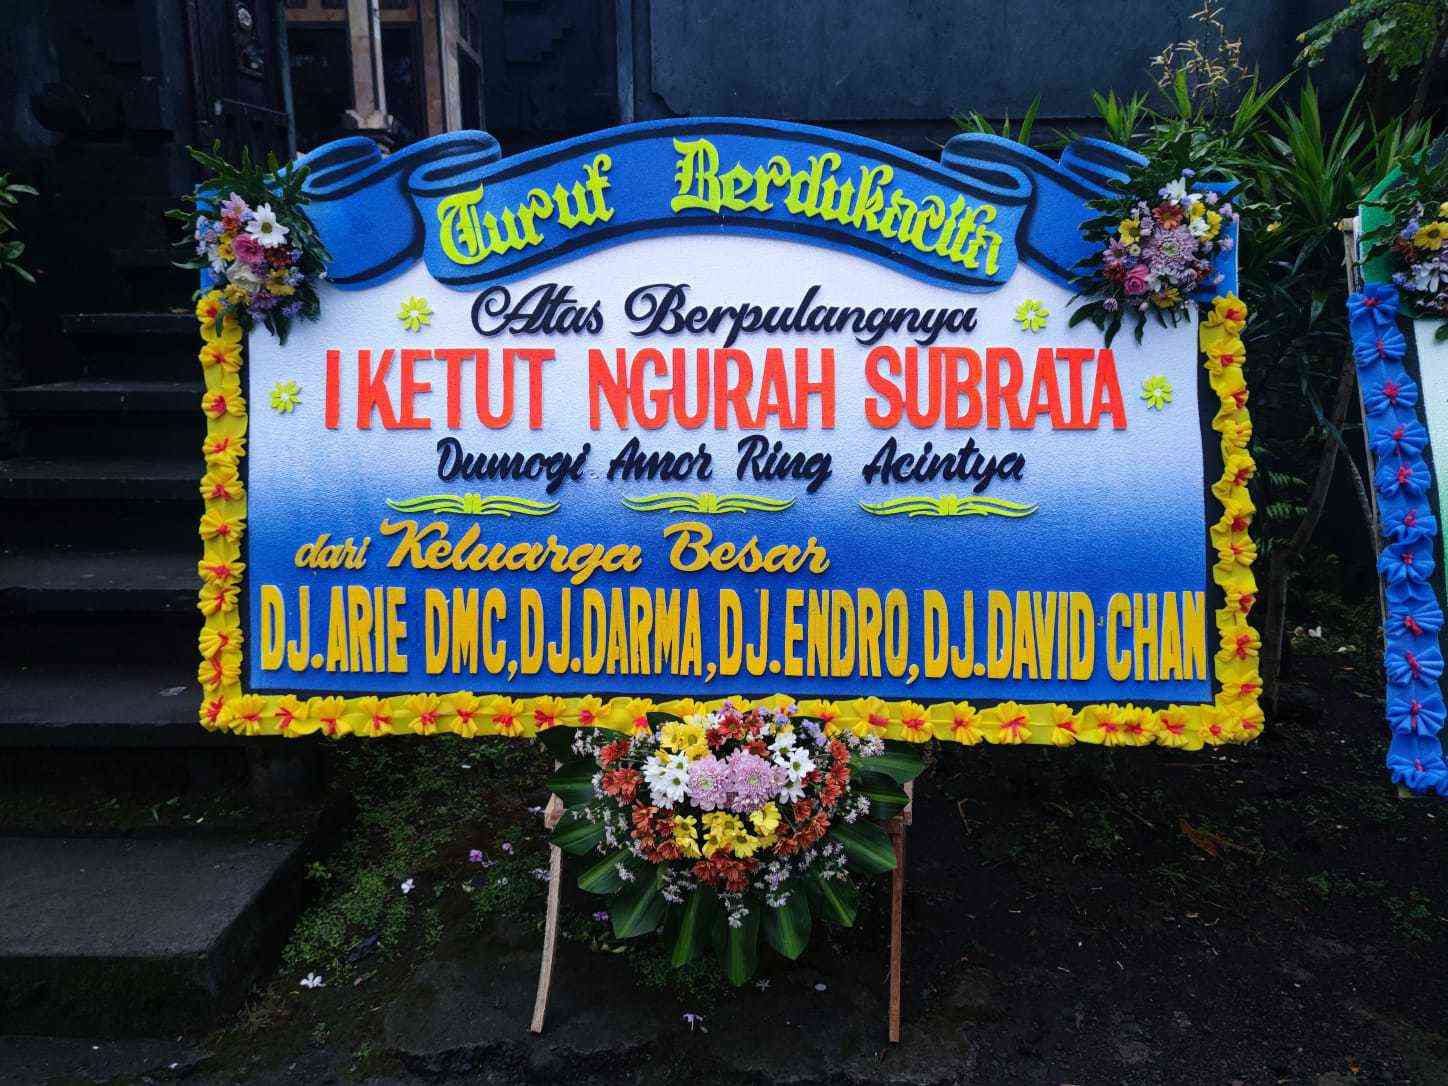 Turut Berdukacita
Atas Berpulangnya
I KETUT NGURAH SUBRATA
Dumogi Amor Ring Acintya
dari Keluarga Besar
DJ.ARIE DMC,DJ.DARMA,DJ.ENDRO,DJ.DAVID CHAN